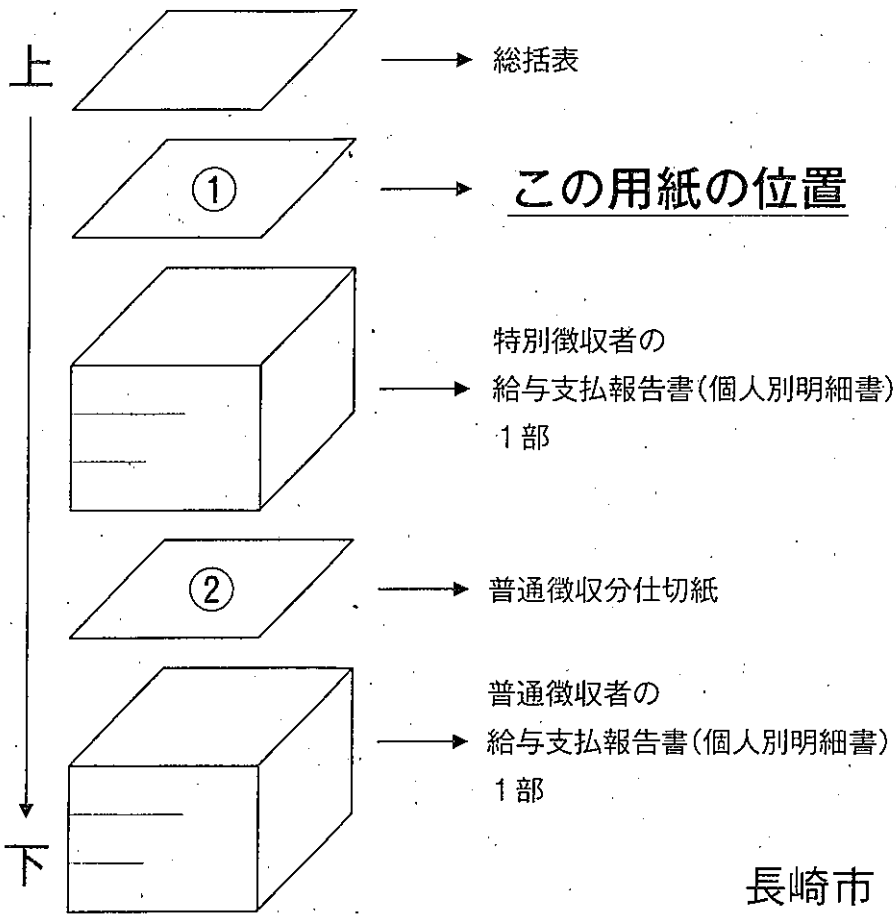 上
総括表
①
この用紙の位置
特別徴収者の
給与支払報告書(個人別明細書)
1部
②
普通徴収分仕切紙
普通徴収者の
給与支払報告書(個人別明細書)
1部
下
長崎市